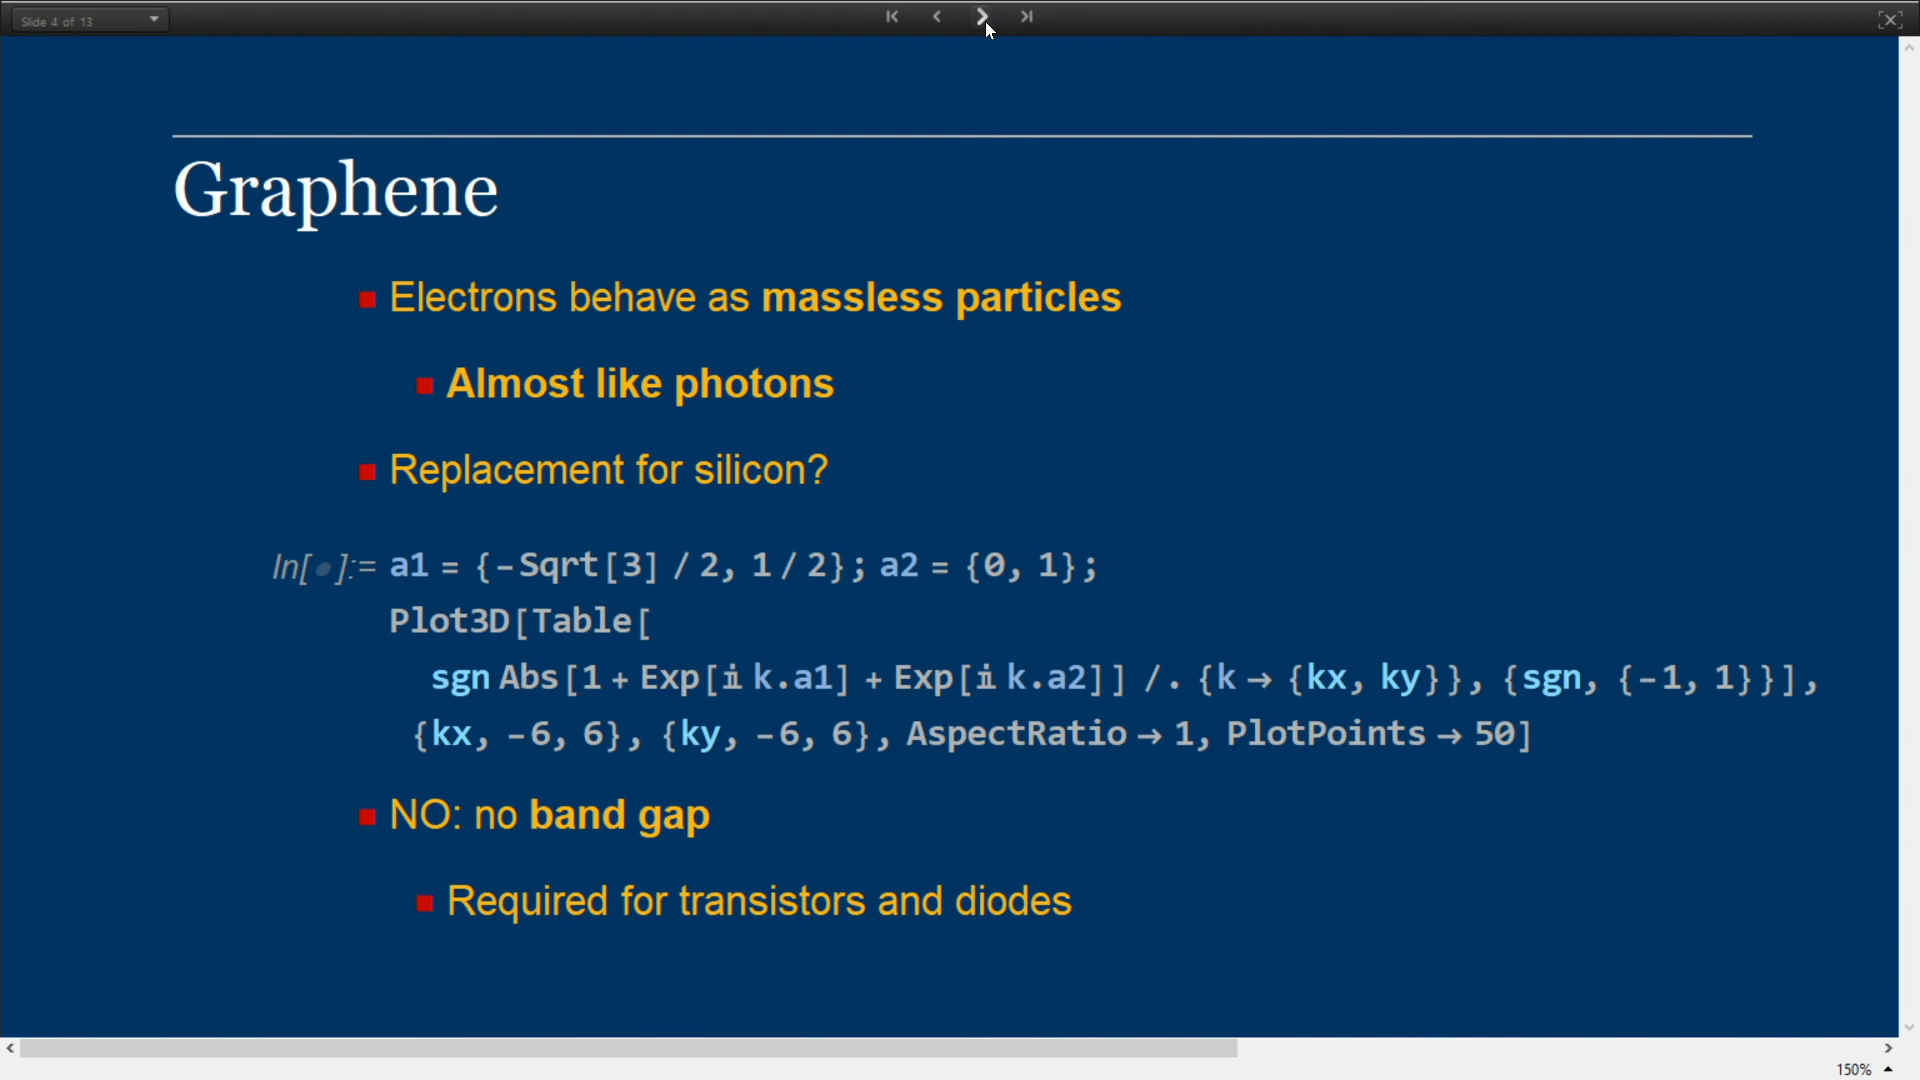 Slide 4 of 13
Graphene
Electrons behave as massless particles
Almost like photons
Replacement for silicon?
In[●]:= a1 = {-Sqrt[3] / 2, 1 / 2}; a2 = {0, 1};
Plot3D[Table[
sgn Abs[1 + Exp[ⅈ k.a1] + Exp[ⅈ k.a2]] /. {k → {kx, ky}}, {sgn, {-1, 1}}],
{kx, -6, 6}, {ky, -6, 6}, AspectRatio → 1, PlotPoints → 50]
NO: no band gap
Required for transistors and diodes
150%